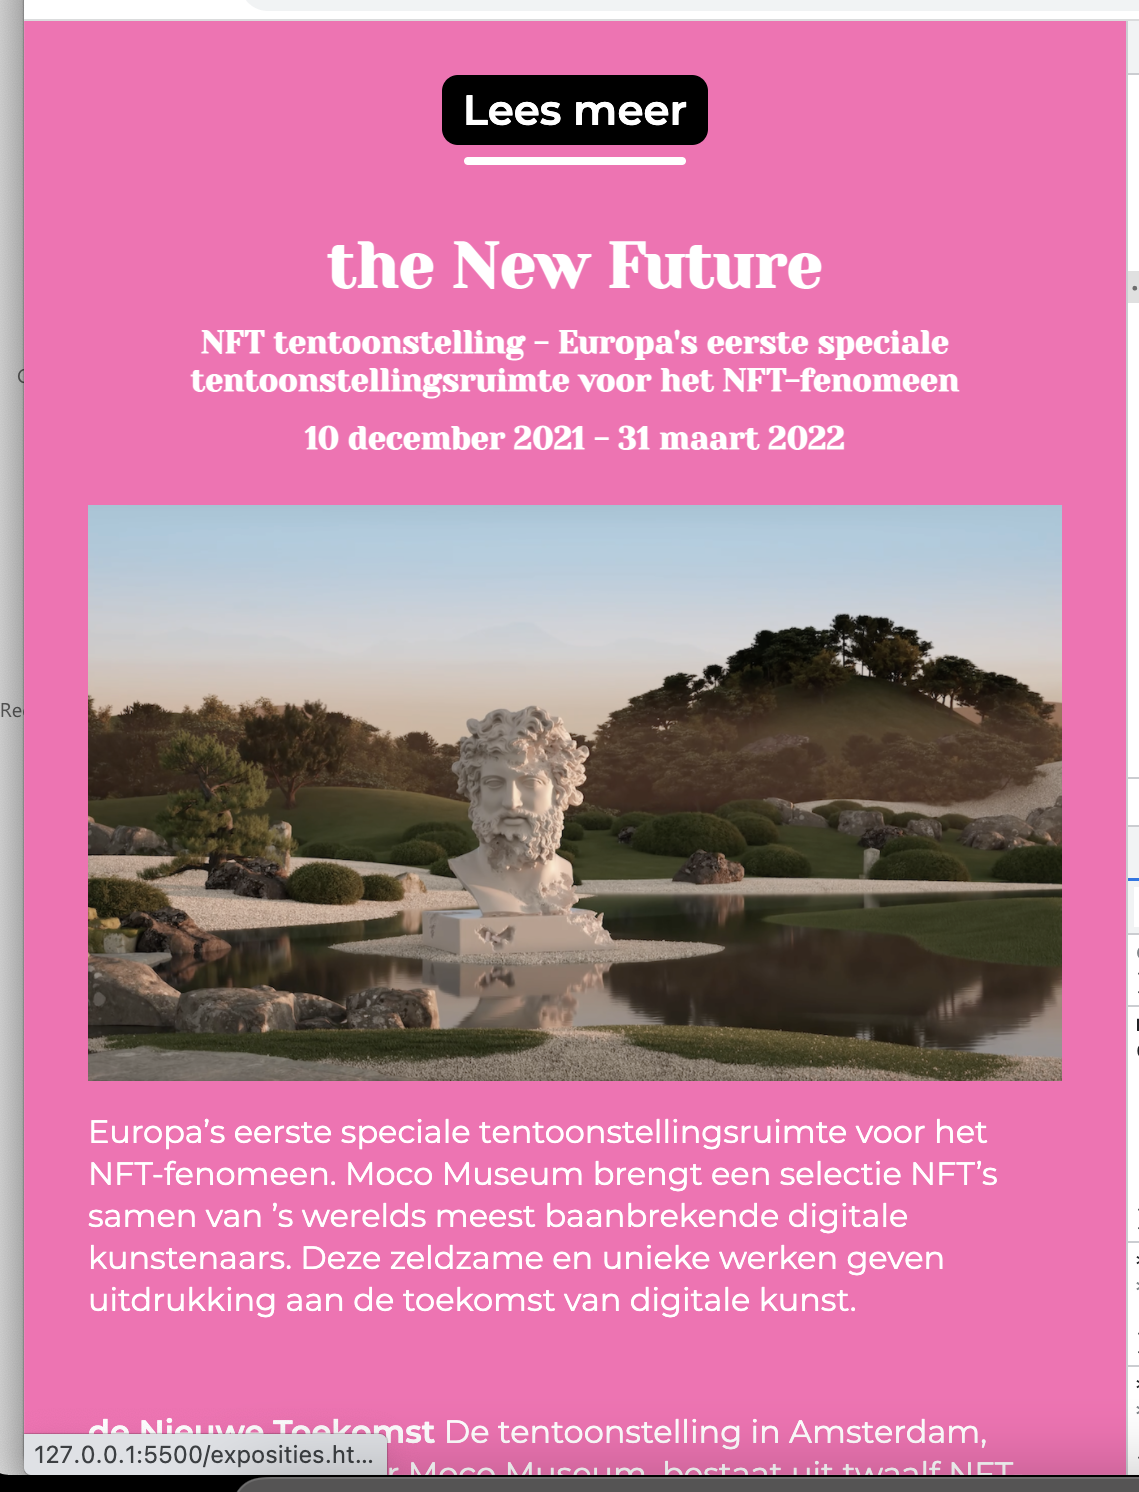 Lees meer
the New Future
NFT tentoonstelling - Europa's eerste speciale
tentoonstellingsruimte voor het NFT-fenomeen
10 december 2021 - 31 maart 2022
Europa’s eerste speciale tentoonstellingsruimte voor het
NFT-fenomeen. Moco Museum brengt een selectie NFT’s
samen van ’s werelds meest baanbrekende digitale
kunstenaars. Deze zeldzame en unieke werken geven
uitdrukking aan de toekomst van digitale kunst.
de Nieuwe Toekomst De tentoonstelling in Amsterdam,
r Moco Museum, bestaat uit twaalf NFT
127.0.0.1:5500/exposities.ht...